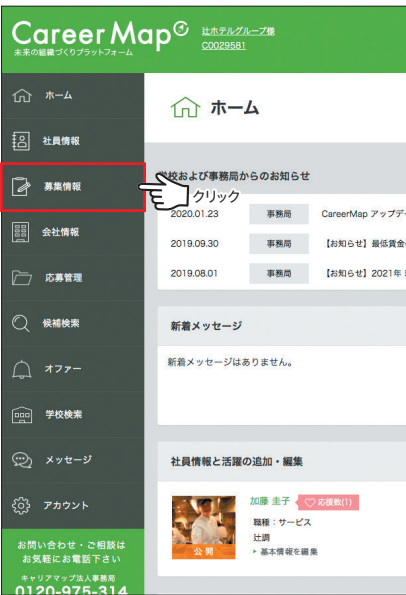 CareerMap
未来の組織づくりプラットフォーム
辻ホテルグループ様
C0029581
ホーム
社員情報
募集情報
会社情報
応募管理
候補検索
オファー
学校検索
メッセージ
アカウント
お問い合わせ・ご相談は
お気軽にお電話下さい
キャリアマップ法人事務局
0120-975-314
ホーム
学校および事務局からのお知らせ
クリック
2020.01.23 事務局 CareerMap アップデー
2019.09.30 事務局 【お知らせ】最低賃金
2019.08.01 事務局 【お知らせ】2021年
新着メッセージ
新着メッセージはありません。
社員情報と活躍の追加・編集
加藤 圭子 応援数(1)
職種：サービス
辻調
基本情報を編集
公開